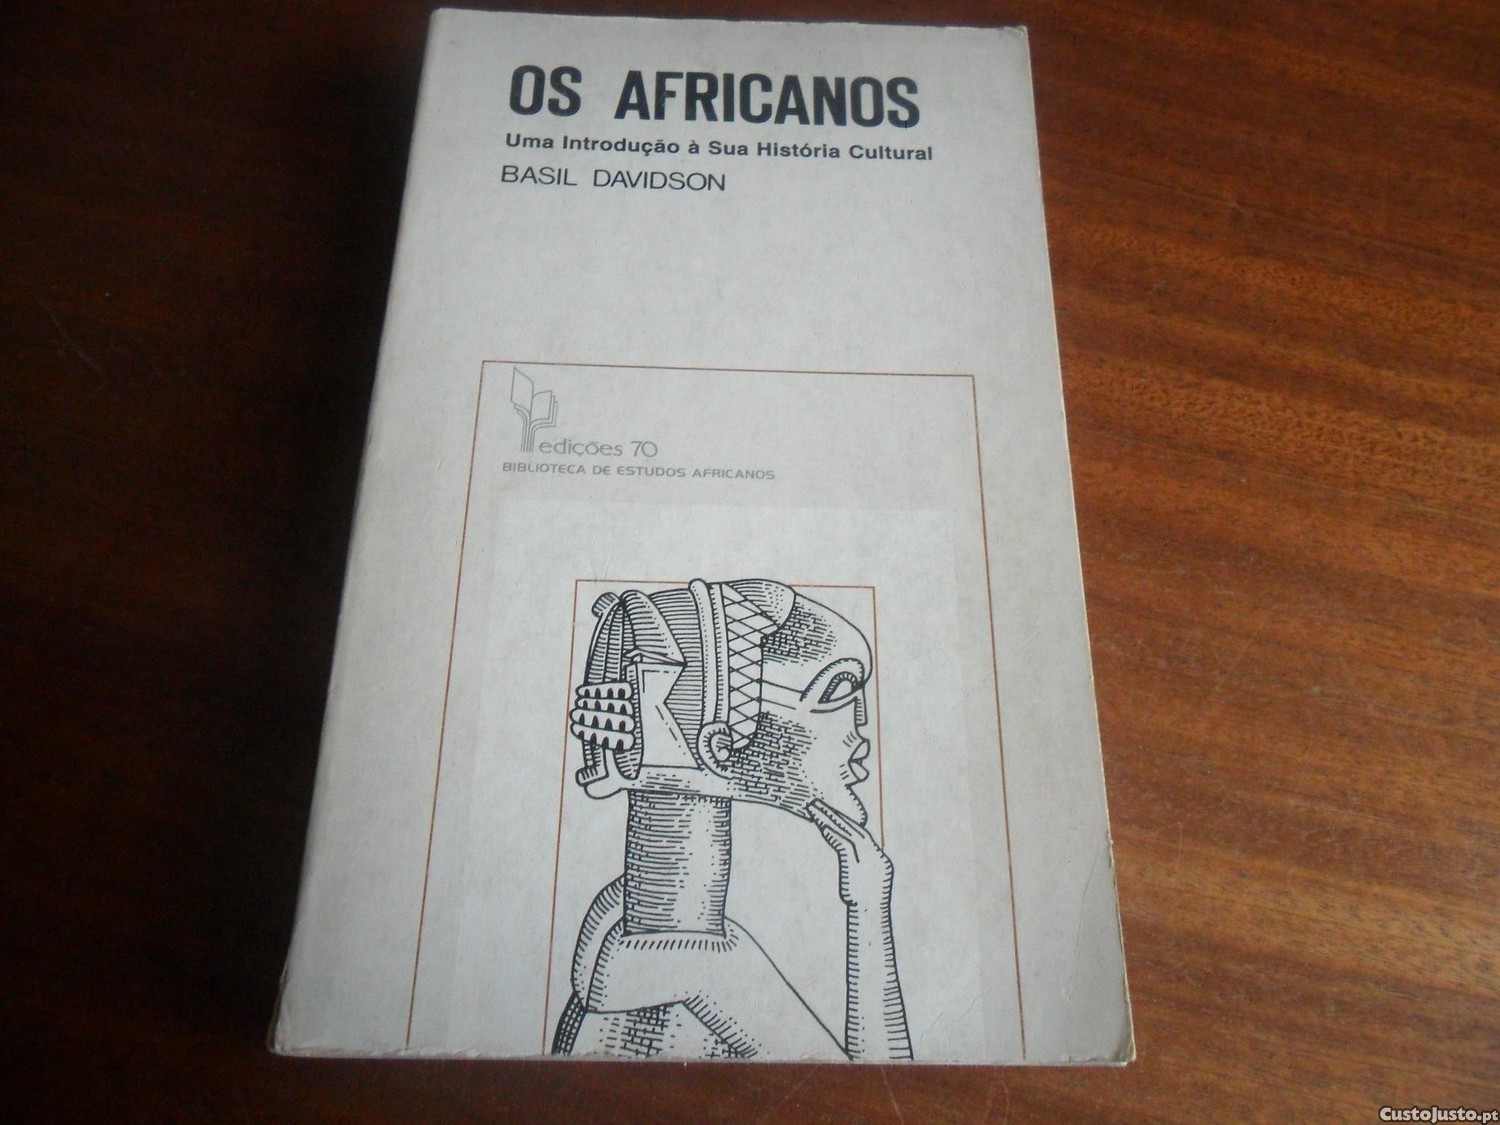 OS AFRICANOS
Uma Introdução à Sua História Cultural
BASIL DAVIDSON
edições 70
BIBLIOTECA DE ESTUDOS AFRICANOS
CustoJusto.pt